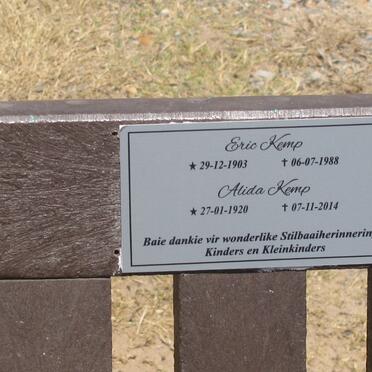 Eric Kemp
★ 29-12-1903 ✝ 06-07-1988
Alida Kemp
★ 27-01-1920 ✝ 07-11-2014
Baie dankie vir wonderlike Stilbaaiherinnering
Kinders en Kleinkinders